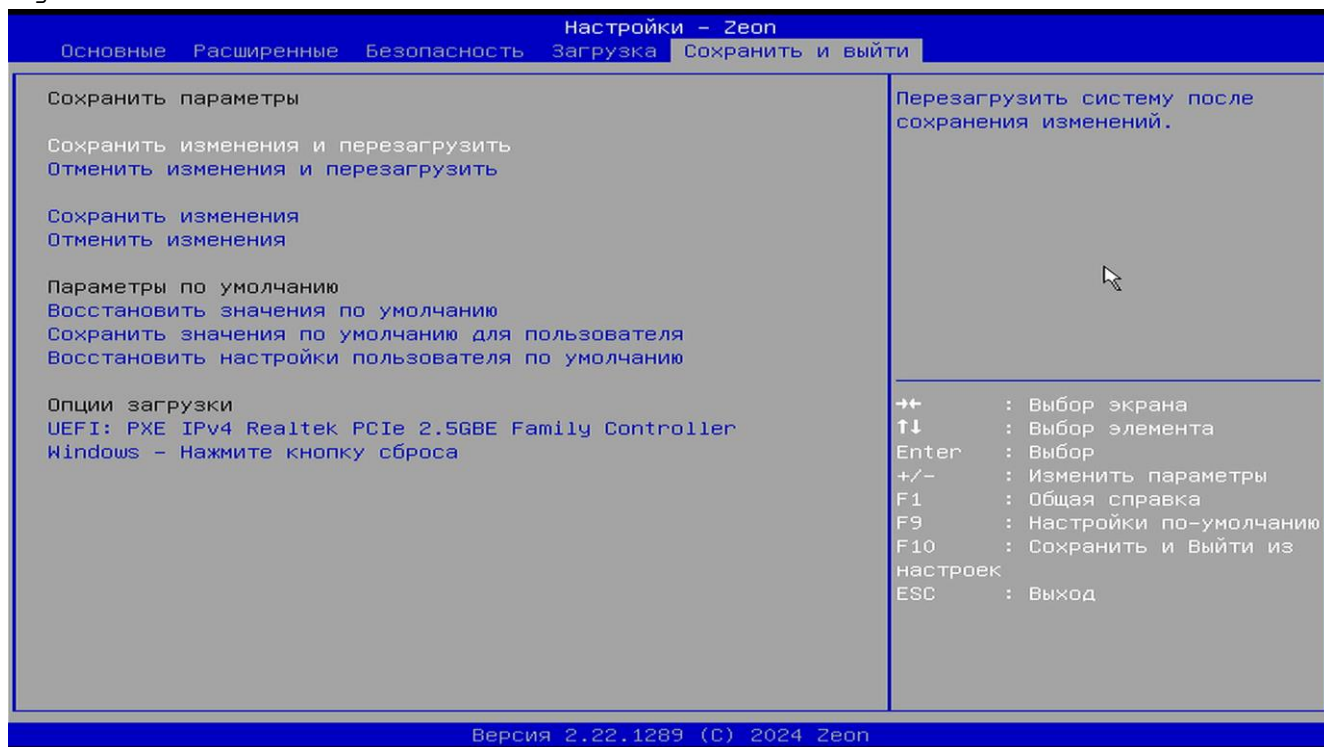 Настройки – Zeon
Основные Расширенные Безопасность Загрузка Сохранить и выйти
Сохранить параметры
Сохранить изменения и перезагрузить
Отменить изменения и перезагрузить
Сохранить изменения
Отменить изменения
Параметры по умолчанию
Восстановить значения по умолчанию
Сохранить значения по умолчанию для пользователя
Восстановить настройки пользователя по умолчанию
Опции загрузки
UEFI: PXE IPv4 Realtek PCIe 2.5GBE Family Controller
Windows – Нажмите кнопку сброса
Перезагрузить систему после
сохранения изменений.
→← : Выбор экрана
↑↓ : Выбор элемента
Enter : Выбор
+/– : Изменить параметры
F1 : Общая справка
F9 : Настройки по-умолчанию
F10 : Сохранить и Выйти из
настроек
ESC : Выход
Версия 2.22.1289 (C) 2024 Zeon